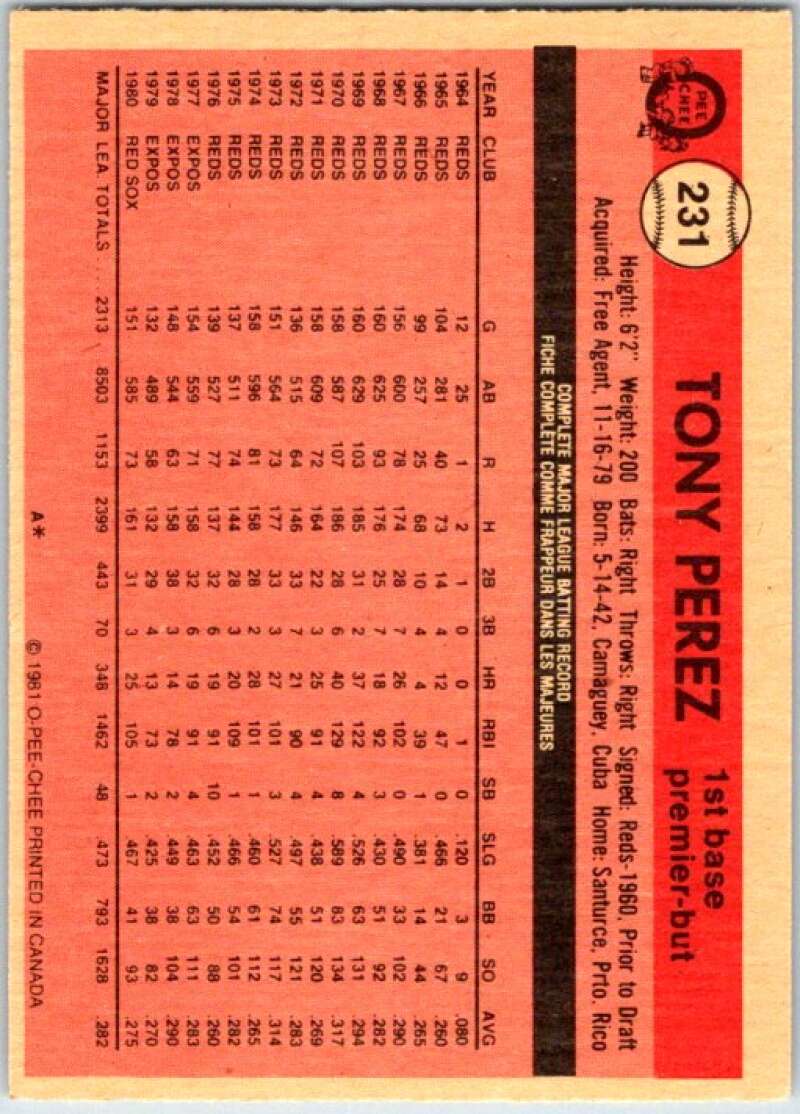 O PEE CHEE
231
TONY PEREZ
1st base
premier-but
Height: 6'2" Weight: 200 Bats: Right Throws: Right Signed: Reds-1960, Prior to Draft
Acquired: Free Agent, 11-16-79 Born: 5-14-42, Camaguey, Cuba Home: Santurce, Prto. Rico
COMPLETE MAJOR LEAGUE BATTING RECORD
FICHE COMPLÈTE COMME FRAPPEUR DANS LES MAJEURES
YEAR CLUB G AB R H 2B 3B HR RBI SB SLG BB SO AVG
1964 REDS 12 25 1 2 1 0 0 1 0 .120 3 9 .080
1965 REDS 104 281 40 73 14 4 12 47 0 .466 21 67 .260
1966 REDS 99 257 25 68 10 4 4 39 1 .381 14 44 .265
1967 REDS 156 600 78 174 28 7 26 102 0 .490 33 102 .290
1968 REDS 160 625 93 176 25 7 18 92 3 .430 51 92 .282
1969 REDS 160 629 103 185 31 2 37 122 4 .526 63 131 .294
1970 REDS 158 587 107 186 28 6 40 129 8 .589 83 134 .317
1971 REDS 158 609 72 164 22 3 25 91 4 .438 51 120 .269
1972 REDS 136 515 64 146 33 7 21 90 4 .497 55 121 .283
1973 REDS 151 564 73 177 33 3 27 101 3 .527 74 117 .314
1974 REDS 158 596 81 158 28 2 28 101 1 .460 61 112 .265
1975 REDS 137 511 74 144 28 3 20 109 1 .466 54 101 .282
1976 REDS 139 527 77 137 32 6 19 91 10 .452 50 88 .260
1977 EXPOS 154 559 71 158 32 6 19 91 4 .463 63 111 .283
1978 EXPOS 148 544 63 158 38 3 14 78 2 .449 38 104 .290
1979 EXPOS 132 489 58 132 29 4 13 73 2 .425 38 82 .270
1980 RED SOX 151 585 73 161 31 3 25 105 1 .467 41 93 .275
MAJOR LEA TOTALS ... 2313 8503 1153 2399 443 70 348 1462 48 .473 793 1628 .282
A* © 1981 O-PEE-CHEE PRINTED IN CANADA